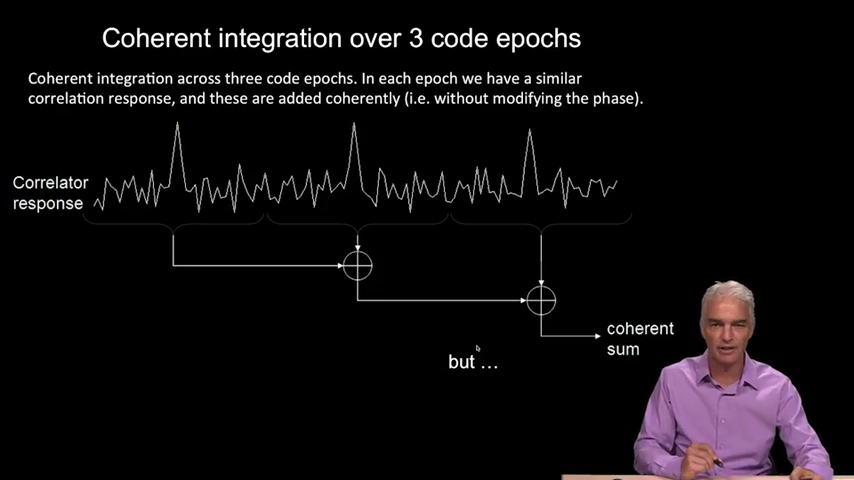 Coherent integration over 3 code epochs
Coherent integration across three code epochs. In each epoch we have a similar
correlation response, and these are added coherently (i.e. without modifying the phase).
Correlator
response
coherent
sum
but ...